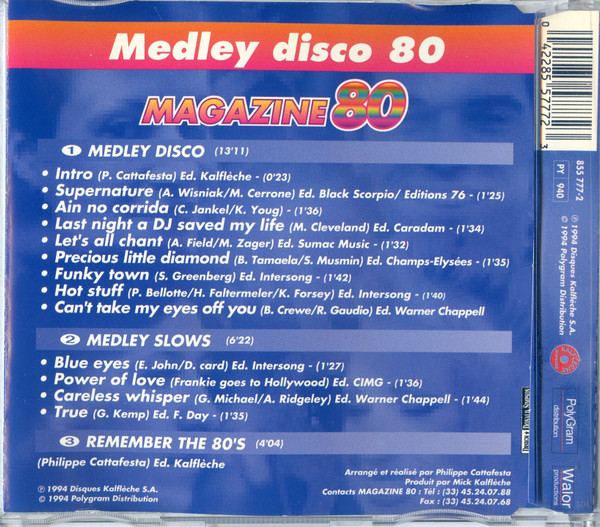 Medley disco 80
MAGAZINE 80
1 MEDLEY DISCO (13'11)
• Intro (P. Cattafesta) Ed. Kalflèche - (0'23)
• Supernature (A. Wisniak/M. Cerrone) Ed. Black Scorpio/ Editions 76 - (1'25)
• Ain no corrida (C. Jankel/K. Youg) - (1'36)
• Last night a DJ saved my life (M. Cleveland) Ed. Caradam - (1'34)
• Let's all chant (A. Field/M. Zager) Ed. Sumac Music - (1'32)
• Precious little diamond (B. Tamaela/S. Musmin) Ed. Champs-Elysées - (1'35)
• Funky town (S. Greenberg) Ed. Intersong - (1'42)
• Hot stuff (P. Bellotte/H. Faltermeler/K. Forsey) Ed. Intersong - (1'40)
• Can't take my eyes off you (B. Crewe/R. Gaudio) Ed. Warner Chappell
2 MEDLEY SLOWS (6'22)
• Blue eyes (E. John/D. card) Ed. Intersong - (1'27)
• Power of love (Frankie goes to Hollywood) Ed. CIMG - (1'36)
• Careless whisper (G. Michael/A. Ridgeley) Ed. Warner Chappell - (1'44)
• True (G. Kemp) Ed. F. Day - (1'35)
3 REMEMBER THE 80'S (4'04)
(Philippe Cattafesta) Ed. Kalflèche
Arrangé et réalisé par Philippe Cattafesta
Produit par Mick Kalflèche
Contacts MAGAZINE 80 : Tél : (33) 45.24.07.88
Fax : (33) 45.24.07.68
℗ 1994 Disques Kalflèche S.A.
© 1994 Polygram Distribution
0 42285 57772 3
855 777-2
PY 940
℗ 1994 Disques Kalflèche S.A.
© 1994 Polygram Distribution
PolyGram
distribution
Walor
productions